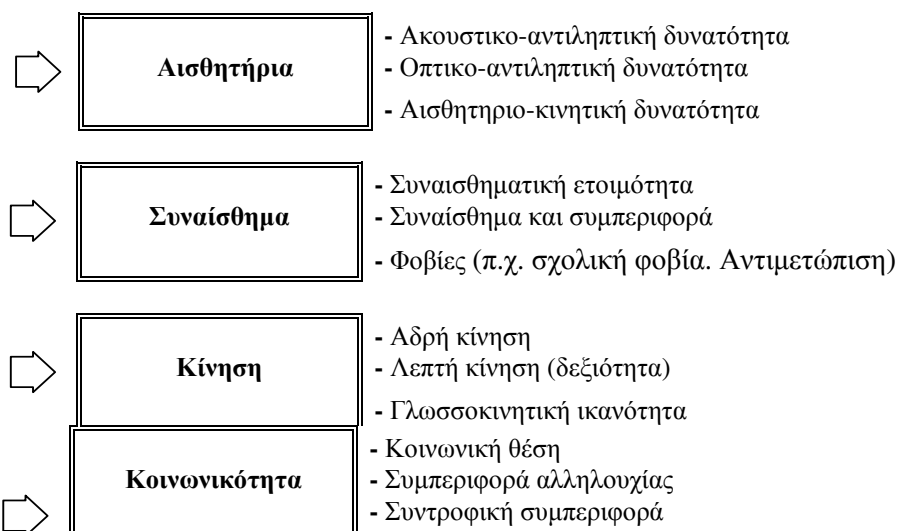 Αισθητήρια
- Ακουστικο-αντιληπτική δυνατότητα
- Οπτικο-αντιληπτική δυνατότητα
- Αισθητηριο-κινητική δυνατότητα
Συναίσθημα
- Συναισθηματική ετοιμότητα
- Συναίσθημα και συμπεριφορά
- Φοβίες (π.χ. σχολική φοβία. Αντιμετώπιση)
Κίνηση
- Αδρή κίνηση
- Λεπτή κίνηση (δεξιότητα)
- Γλωσσοκινητική ικανότητα
Κοινωνικότητα
- Κοινωνική θέση
- Συμπεριφορά αλληλουχίας
- Συντροφική συμπεριφορά